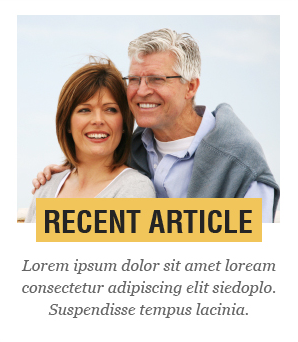 RECENT ARTICLE
Lorem ipsum dolor sit amet loream
consectetur adipiscing elit siedoplo.
Suspendisse tempus lacinia.